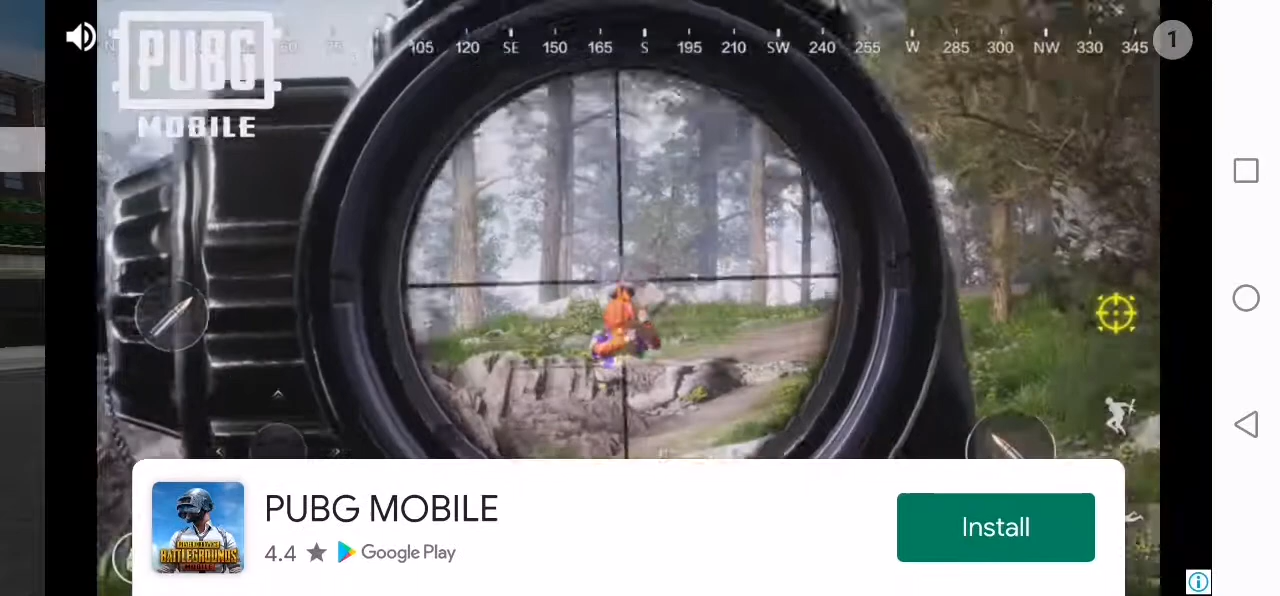 105 120 SE 150 165 S 195 210 SW 240 255 W 285 300 NW 330 345
1
PUBG
MOBILE
PUBG MOBILE
4.4 ★ Google Play
Install